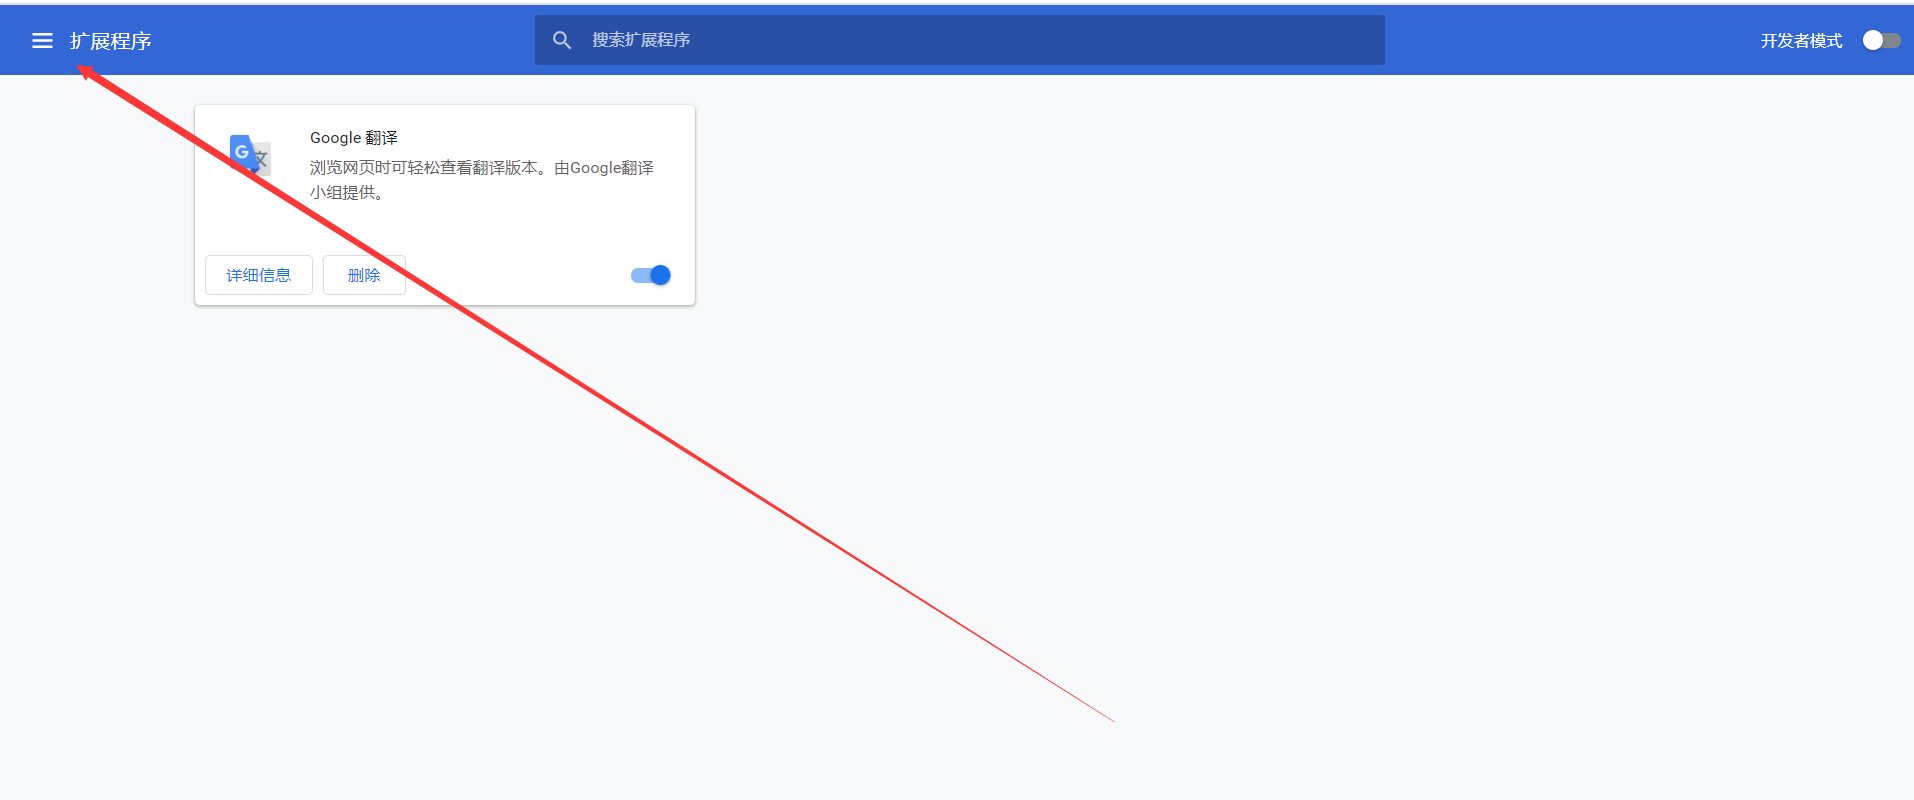 扩展程序
搜索扩展程序
开发者模式
Google 翻译
浏览网页时可轻松查看翻译版本。由Google翻译
小组提供。
详细信息
删除